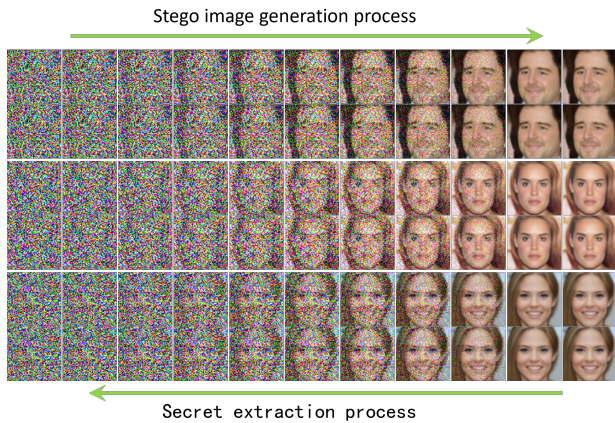 Stego image generation process
Secret extraction process